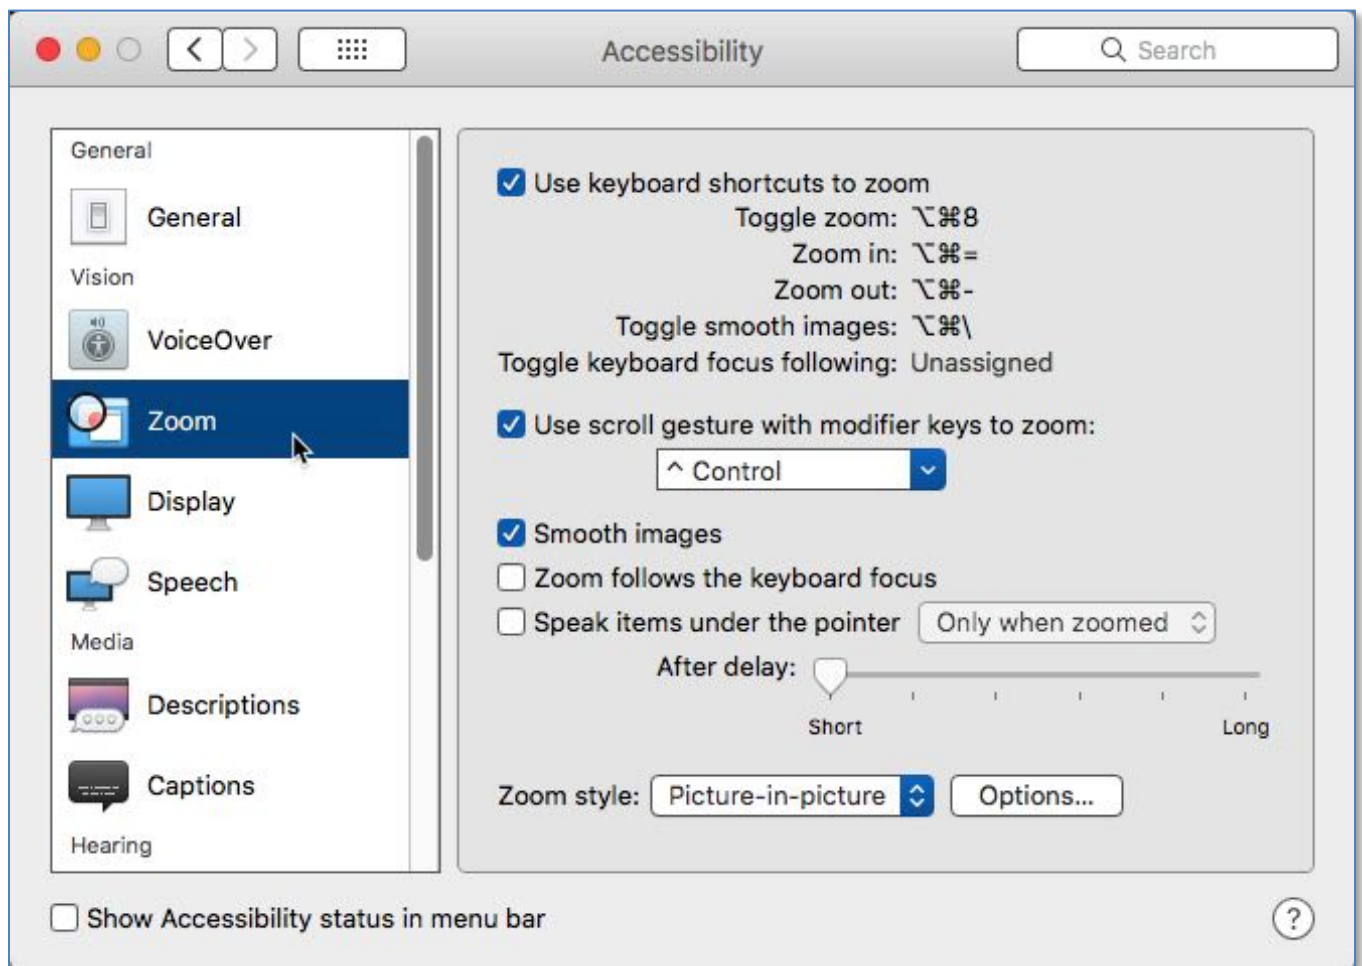 Accessibility
Search
General
General
Vision
VoiceOver
Zoom
Display
Speech
Media
Descriptions
Captions
Hearing
Use keyboard shortcuts to zoom
Toggle zoom: ⌥⌘8
Zoom in: ⌥⌘=
Zoom out: ⌥⌘-
Toggle smooth images: ⌥⌘\
Toggle keyboard focus following: Unassigned
Use scroll gesture with modifier keys to zoom:
^ Control
Smooth images
Zoom follows the keyboard focus
Speak items under the pointer Only when zoomed
After delay:
Short Long
Zoom style: Picture-in-picture Options...
Show Accessibility status in menu bar ?